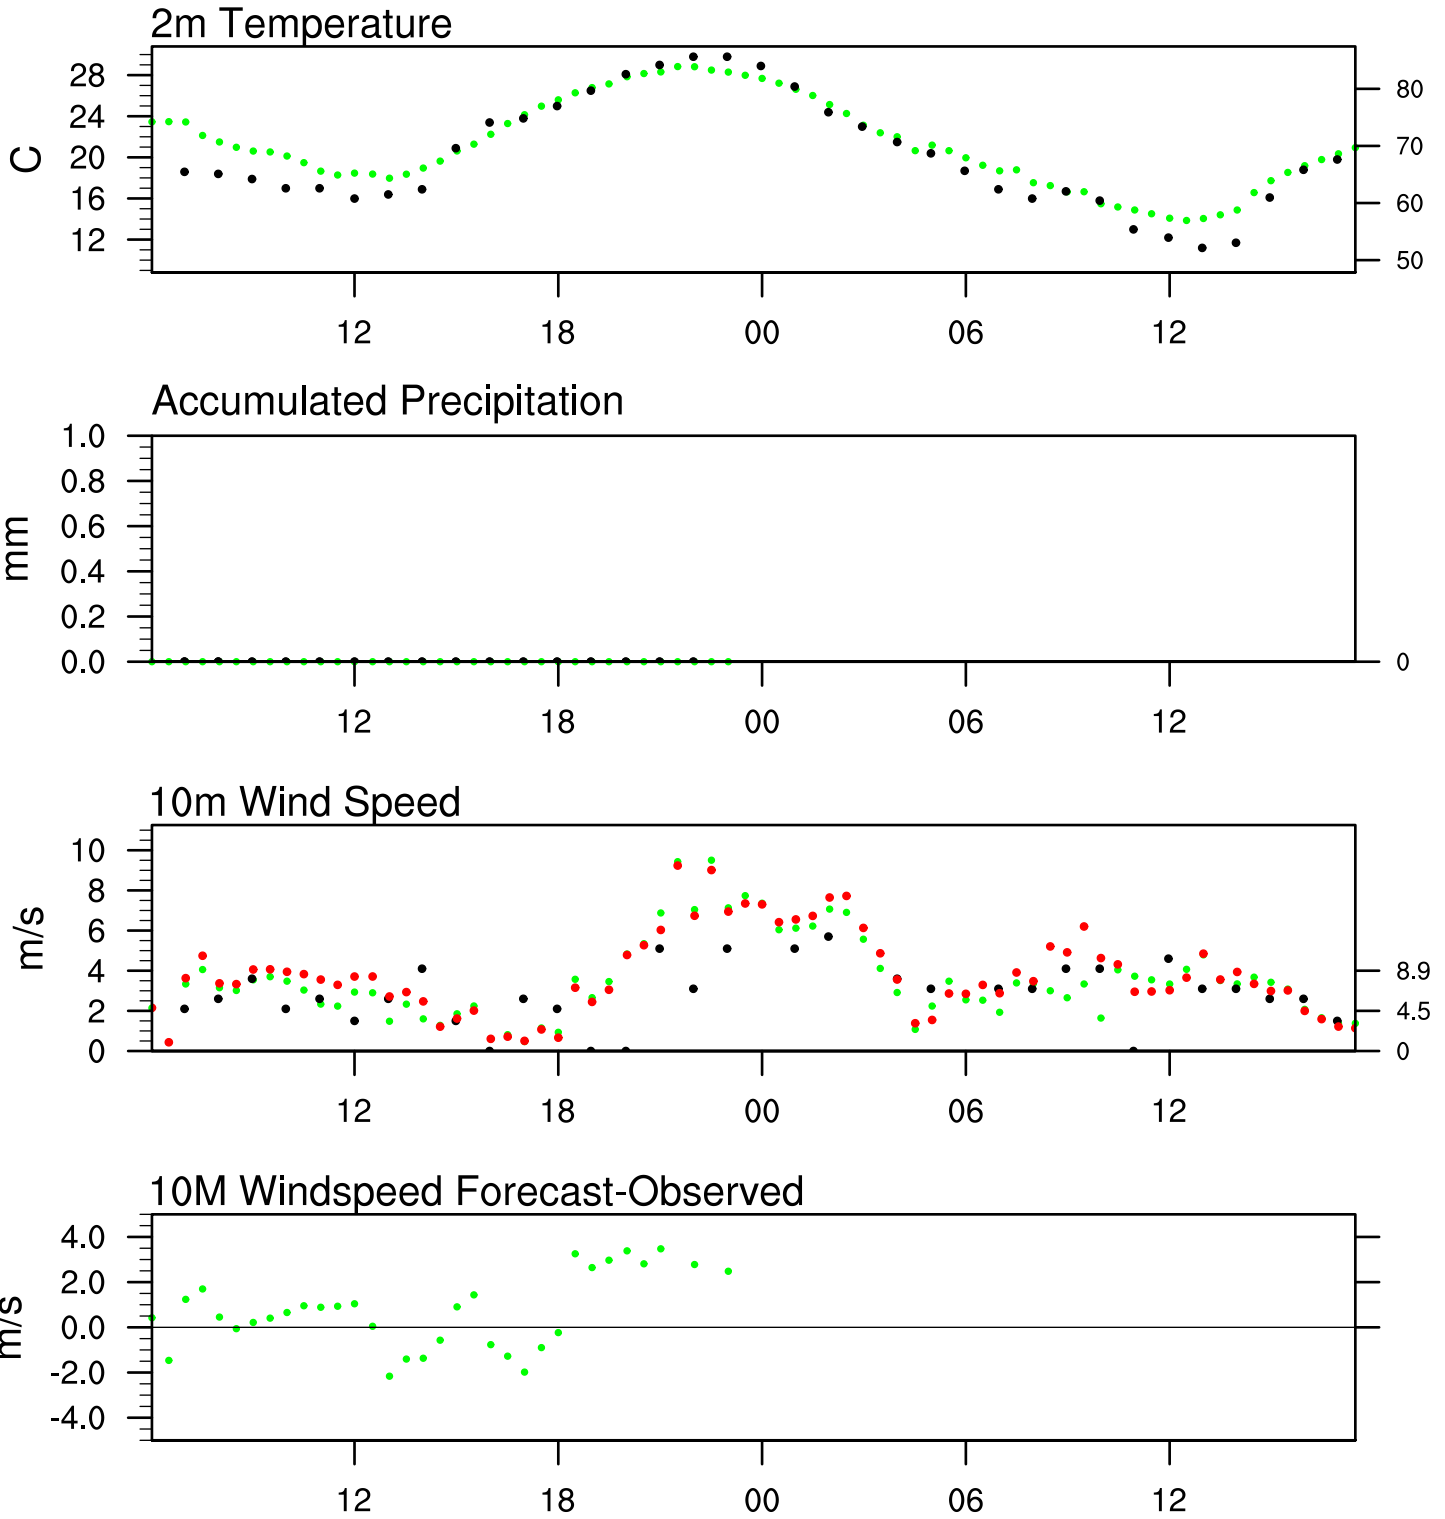 2m Temperature
C
28
24
20
16
12
80
70
60
50
12 18 00 06 12
Accumulated Precipitation
mm
1.0
0.8
0.6
0.4
0.2
0.0
0
12 18 00 06 12
10m Wind Speed
m/s
10
8
6
4
2
0
8.9
4.5
0
12 18 00 06 12
10M Windspeed Forecast-Observed
m/s
4.0
2.0
0.0
-2.0
-4.0
12 18 00 06 12